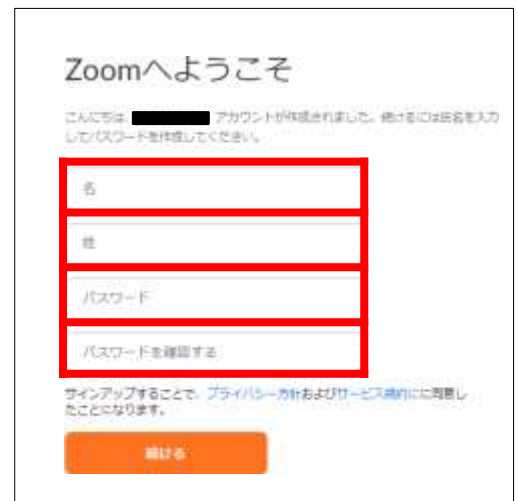 Zoomへようこそ
こんにちは、 アカウントが作成されました。続けるには氏名を入力
してパスワードを作成してください。
名
姓
パスワード
パスワードを確認する
サインアップすることで、プライバシー方針およびサービス規約にに同意し
たことになります。
続ける